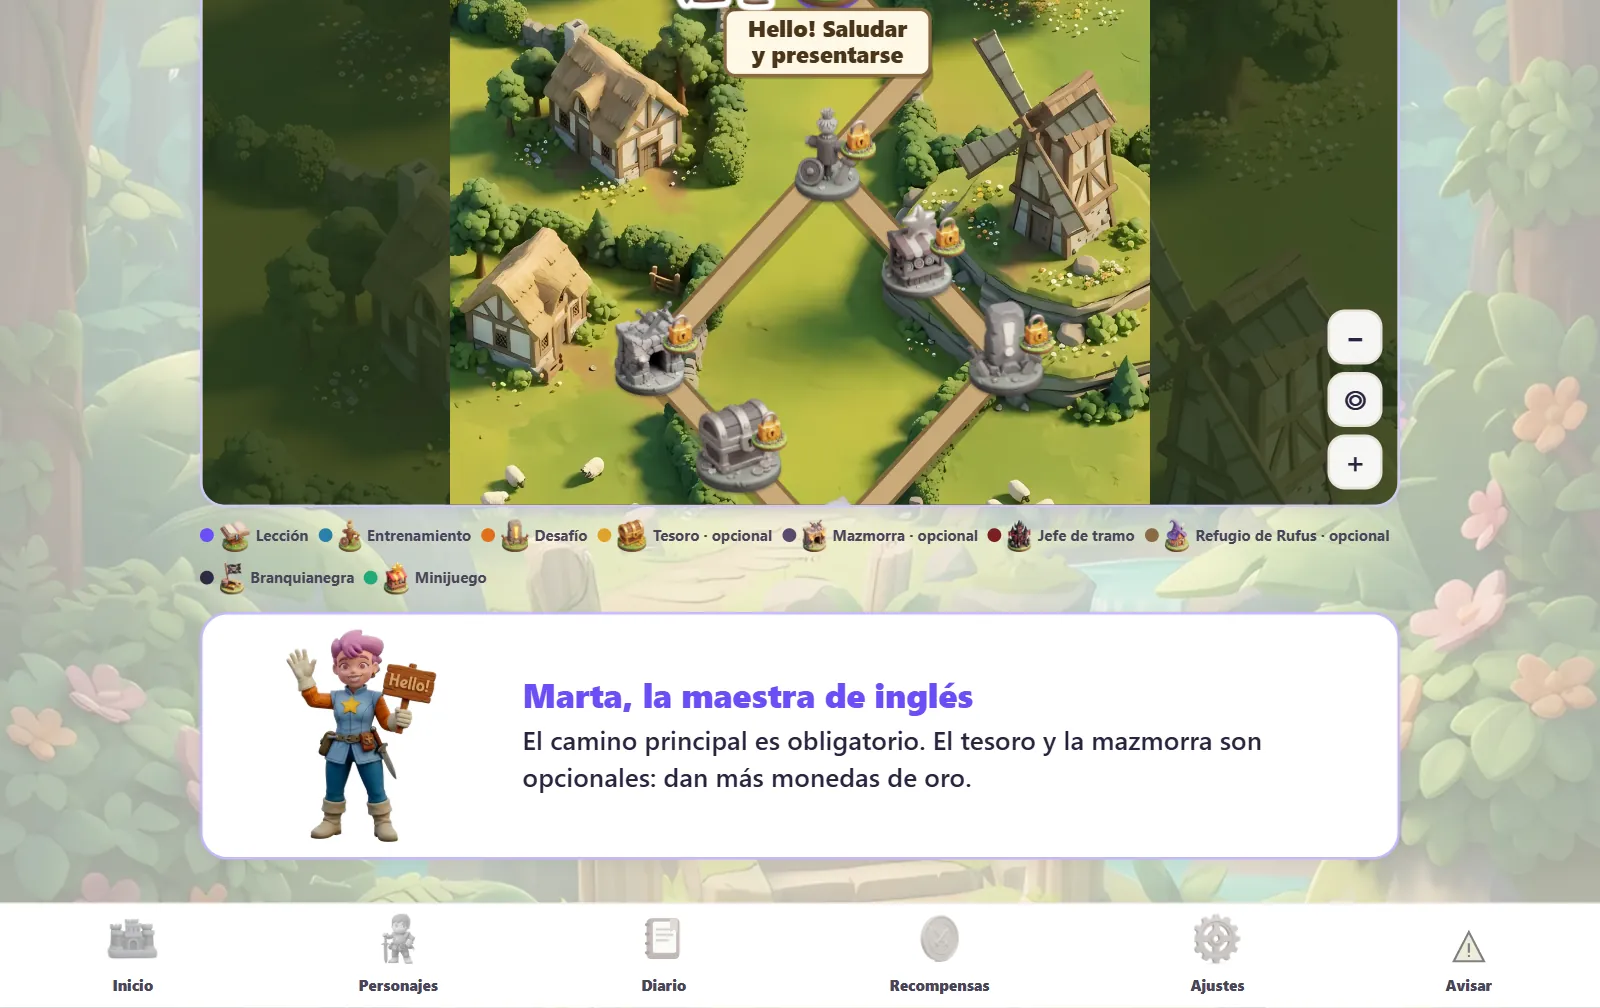 Hello! Saludar
y presentarse
−
+
Lección Entrenamiento Desafío Tesoro · opcional Mazmorra · opcional Jefe de tramo Refugio de Rufus · opcional
Branquianegra Minijuego
Hello!
Marta, la maestra de inglés
El camino principal es obligatorio. El tesoro y la mazmorra son
opcionales: dan más monedas de oro.
Inicio Personajes Diario Recompensas Ajustes Avisar